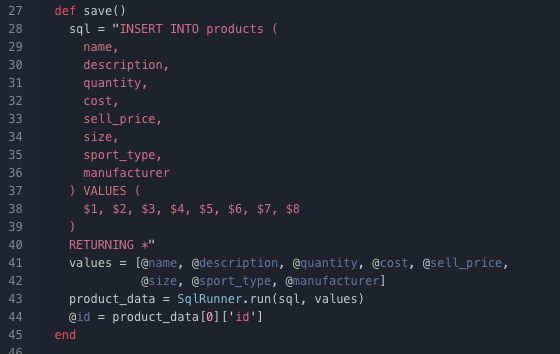 27 def save()
28 sql = "INSERT INTO products (
29 name,
30 description,
31 quantity,
32 cost,
33 sell_price,
34 size,
35 sport_type,
36 manufacturer
37 ) VALUES (
38 $1, $2, $3, $4, $5, $6, $7, $8
39 )
40 RETURNING *"
41 values = [@name, @description, @quantity, @cost, @sell_price,
42 @size, @sport_type, @manufacturer]
43 product_data = SqlRunner.run(sql, values)
44 @id = product_data[0]['id']
45 end
46